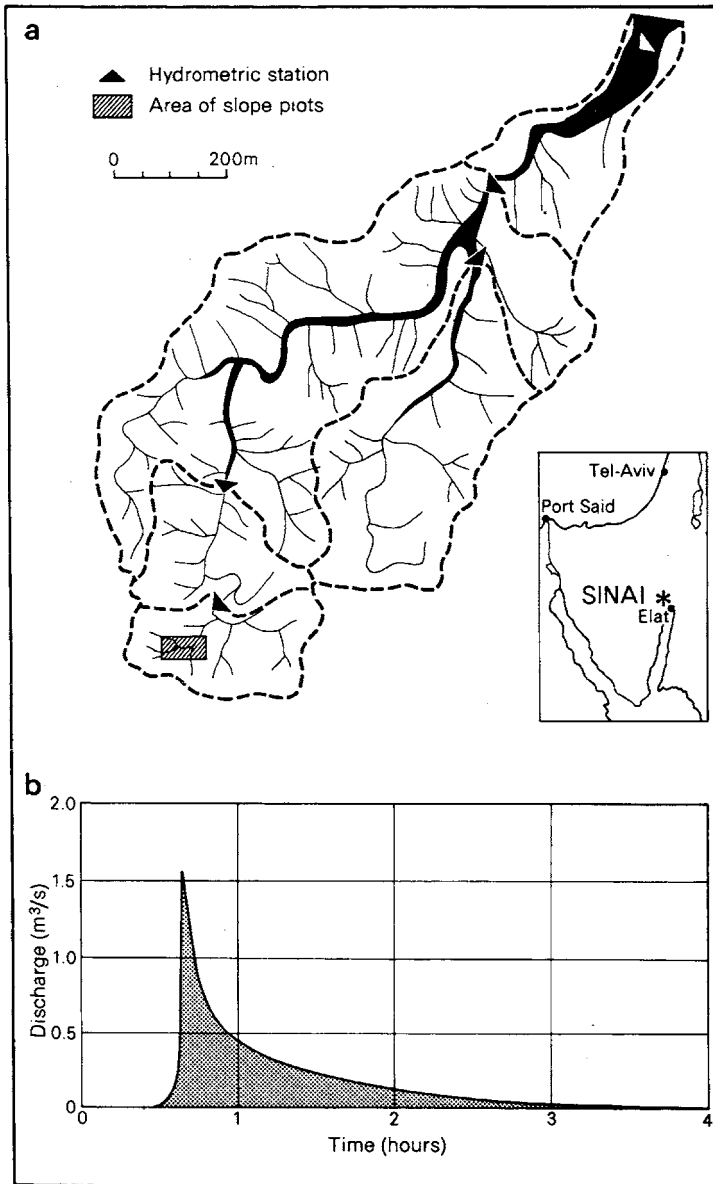 a
Hydrometric station
Area of slope plots
0 200m
Tel-Aviv
Port Said
SINAI *
Elat
b
2.0
1.5
1.0
0.5
0
Discharge (m³/s)
0 1 2 3 4
Time (hours)